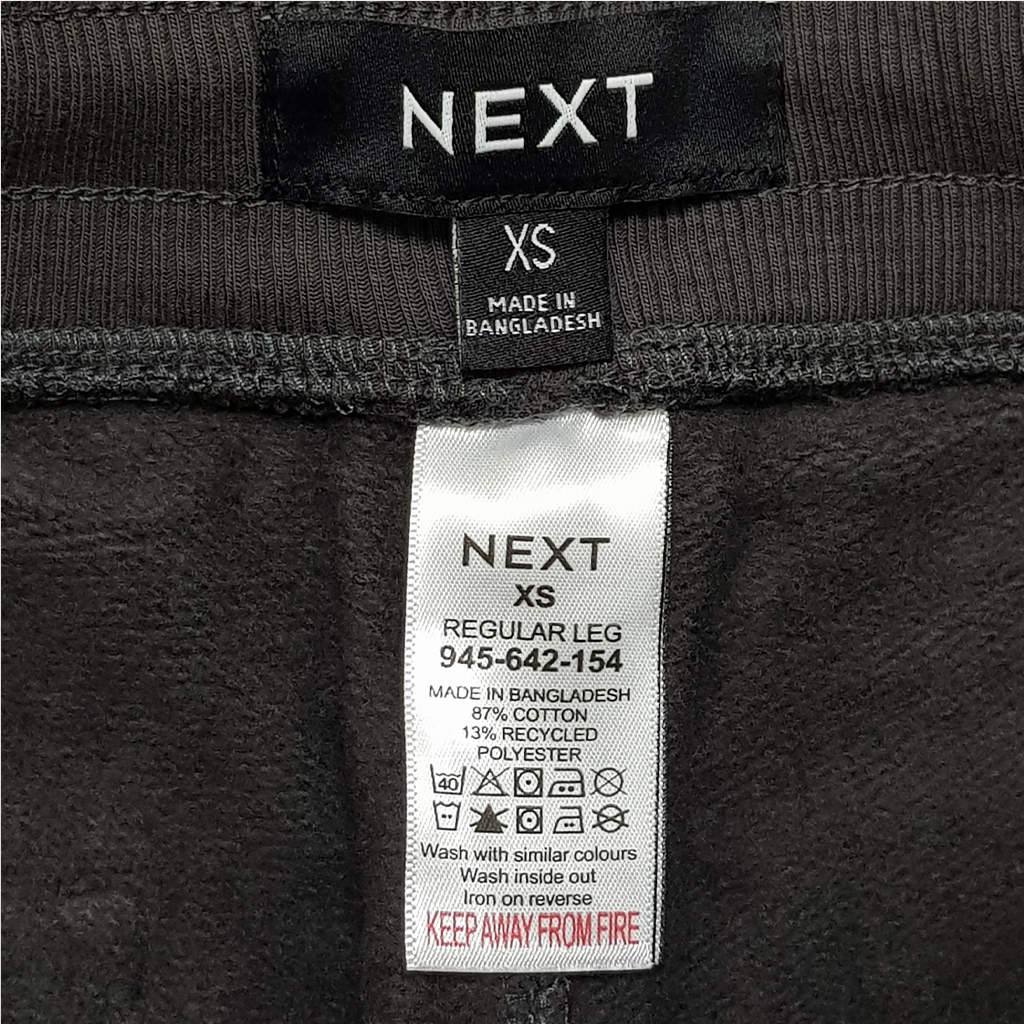 NEXT
XS
MADE IN
BANGLADESH
NEXT
XS
REGULAR LEG
945-642-154
MADE IN BANGLADESH
87% COTTON
13% RECYCLED
POLYESTER
40
Wash with similar colours
Wash inside out
Iron on reverse
KEEP AWAY FROM FIRE